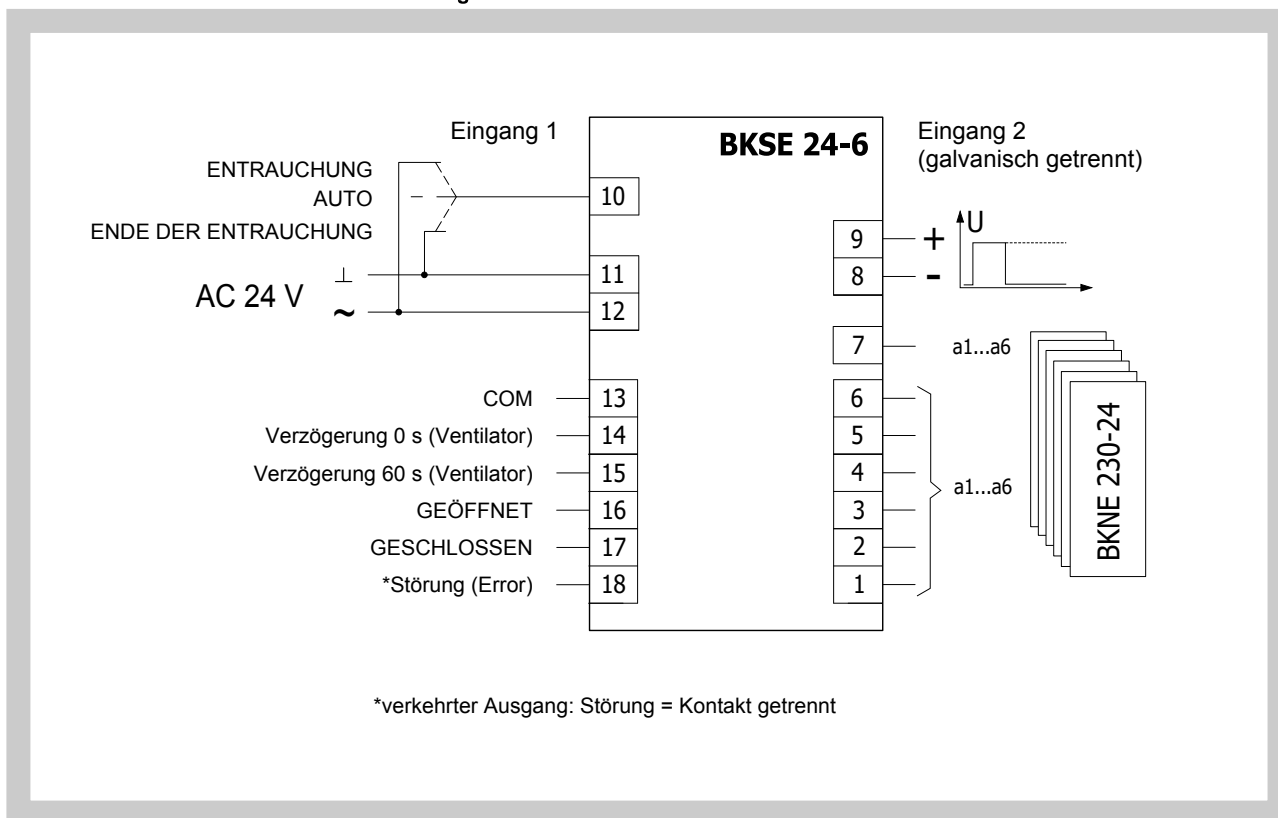 Eingang 1
BKSE 24-6
Eingang 2
(galvanisch getrennt)
ENTRAUCHUNG
AUTO
ENDE DER ENTRAUCHUNG
⊥
AC 24 V
~
10
11
12
9
+
U
8
-
7
a1...a6
COM
13
Verzögerung 0 s (Ventilator)
14
Verzögerung 60 s (Ventilator)
15
GEÖFFNET
16
GESCHLOSSEN
17
*Störung (Error)
18
6
5
4
3
2
1
a1...a6
BKNE 230-24
*verkehrter Ausgang: Störung = Kontakt getrennt